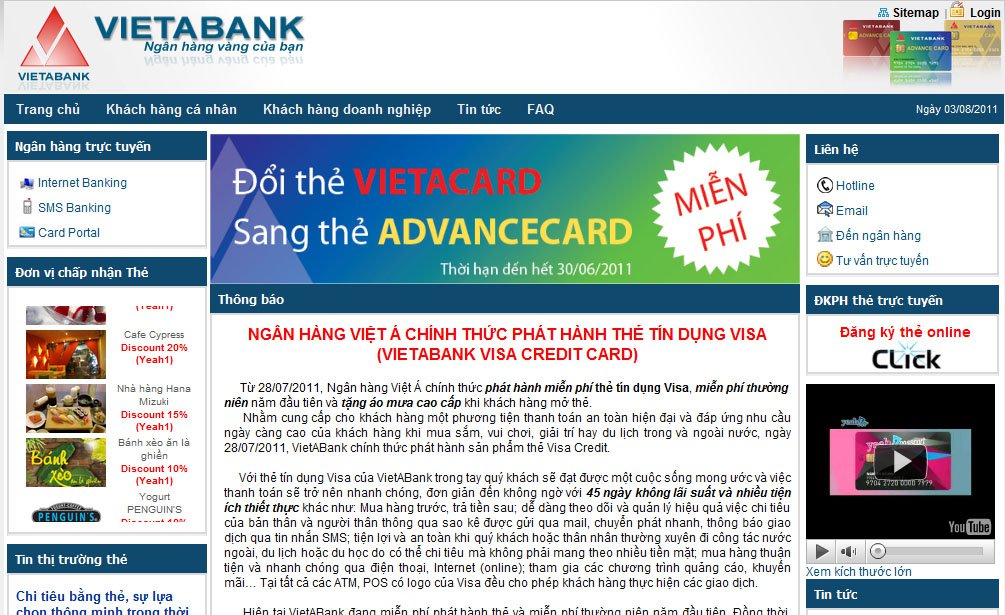 VIETABANK
Ngân hàng vàng của bạn
VIETABANK
Sitemap | Login
ADVANCE CARD
Trang chủ Khách hàng cá nhân Khách hàng doanh nghiệp Tin tức FAQ
Ngày 03/08/2011
Ngân hàng trực tuyến
Internet Banking
SMS Banking
Card Portal
Đơn vị chấp nhận Thẻ
(Yeah1)
Cafe Cypress
Discount 20%
(Yeah1)
Nhà hàng Hana
Mizuki
Discount 15%
(Yeah1)
Bánh xèo
Bánh xèo ăn là
ghiền
Discount 10%
(Yeah1)
PENGUIN'S
Yogurt
PENGUIN'S
Discount 10%
Tin thị trường thẻ
Chi tiêu bằng thẻ, sự lựa
chọn thông minh trong thời
Đổi thẻ VIETACARD
Sang thẻ ADVANCECARD
Thời hạn dến hết 30/06/2011
MIỄN
PHÍ
Thông báo
NGÂN HÀNG VIỆT Á CHÍNH THỨC PHÁT HÀNH THẺ TÍN DỤNG VISA
(VIETABANK VISA CREDIT CARD)
Từ 28/07/2011, Ngân hàng Việt Á chính thức phát hành miễn phí thẻ tín dụng Visa, miễn phí thường
niên năm đầu tiên và tặng áo mưa cao cấp khi khách hàng mở thẻ.
Nhằm cung cấp cho khách hàng một phương tiện thanh toán an toàn hiện đại và đáp ứng nhu cầu
ngày càng cao của khách hàng khi mua sắm, vui chơi, giải trí hay du lịch trong và ngoài nước, ngày
28/07/2011, VietABank chính thức phát hành sản phẩm thẻ Visa Credit.
Với thẻ tín dụng Visa của VietABank trong tay quý khách sẽ đạt được một cuộc sống mong ước và việc
thanh toán sẽ trở nên nhanh chóng, đơn giản đến không ngờ với 45 ngày không lãi suất và nhiều tiện
ích thiết thực khác như: Mua hàng trước, trả tiền sau; dễ dàng theo dõi và quản lý hiệu quả việc chi tiêu
của bản thân và người thân thông qua sao kê được gửi qua mail, chuyển phát nhanh, thông báo giao
dịch qua tin nhắn SMS; tiện lợi và an toàn khi quý khách hoặc thân nhân thường xuyên đi công tác nước
ngoài, du lịch hoặc du học do có thể chi tiêu mà không phải mang theo nhiều tiền mặt; mua hàng thuận
tiện và nhanh chóng qua điện thoại, Internet (online); tham gia các chương trình quảng cáo, khuyến
mãi… Tại tất cả các ATM, POS có logo của Visa đều cho phép khách hàng thực hiện các giao dịch.
Hiện tại VietABank đang miễn phí phát hành thẻ và miễn phí thường niên năm đầu tiên. Đồng thời
Liên hệ
Hotline
Email
Đến ngân hàng
Tư vấn trực tuyến
ĐKPH thẻ trực tuyến
Đăng ký thẻ online
CLick
YouTube
Xem kích thước lớn
Tin tức